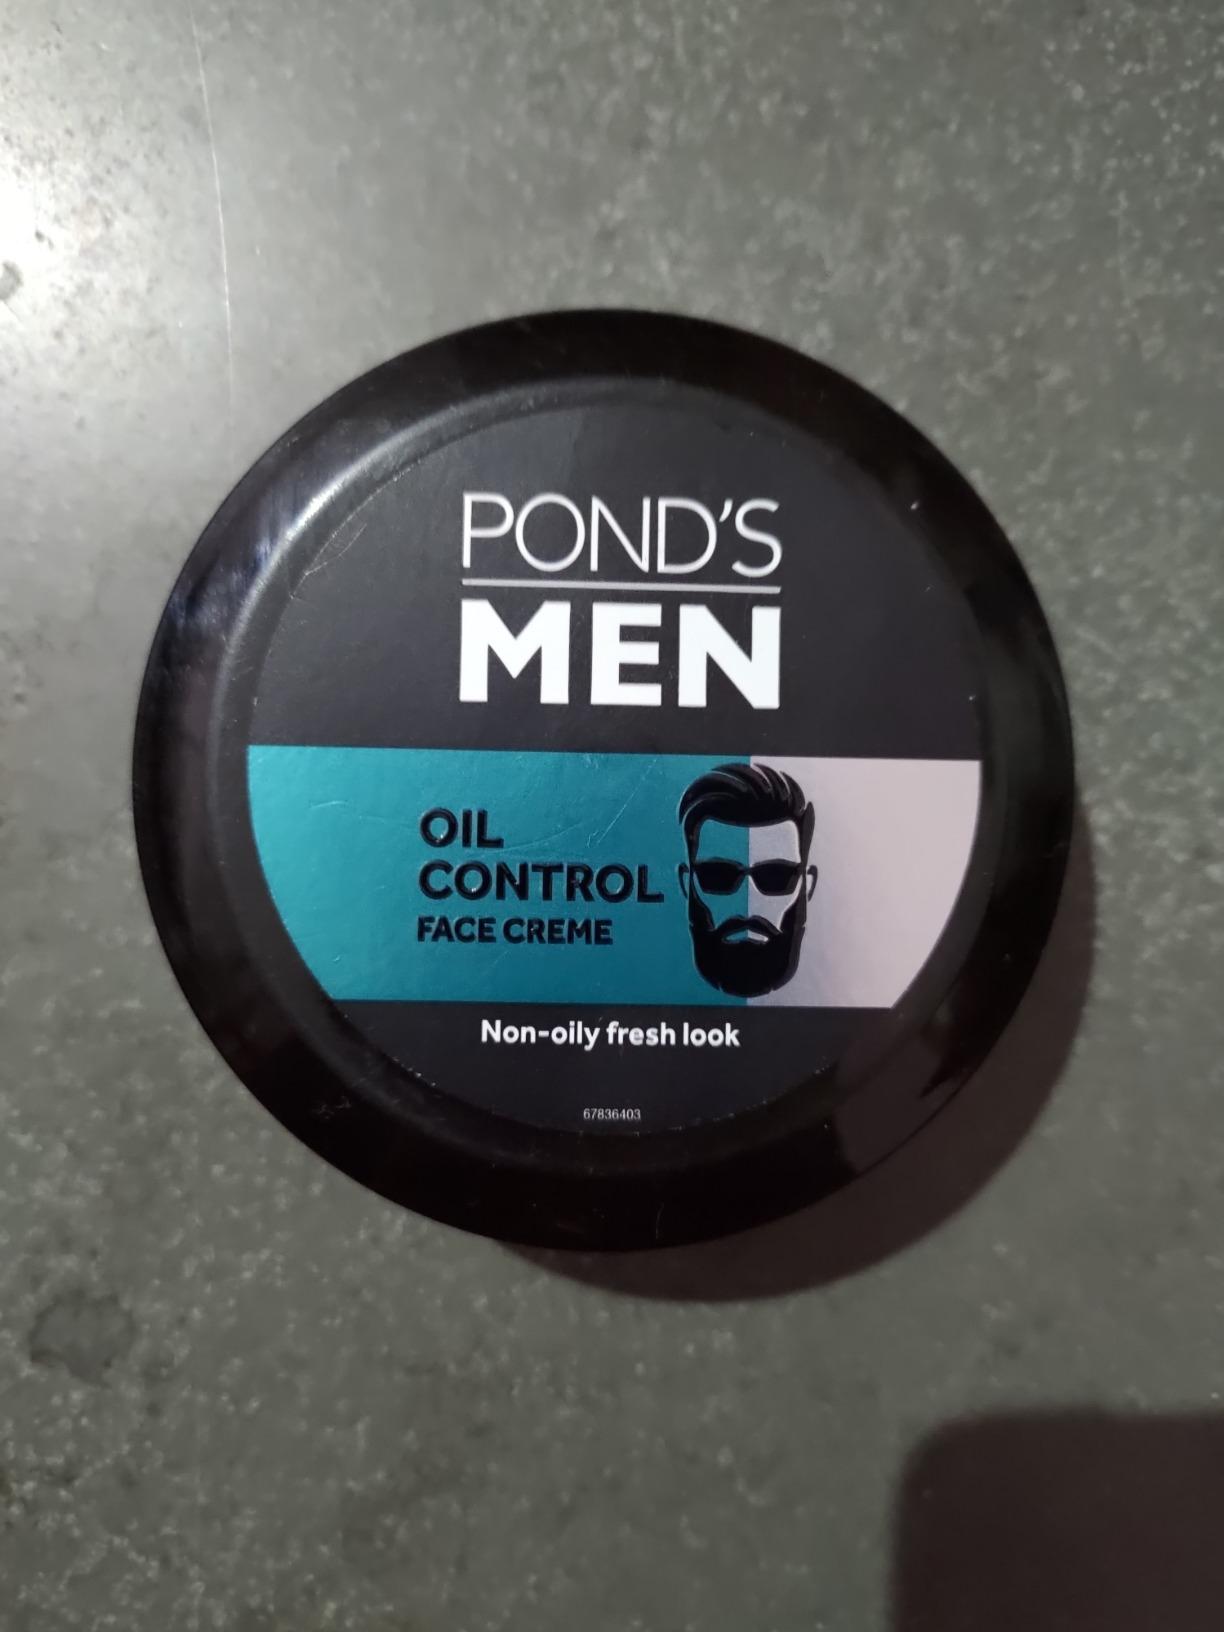 POND'S
MEN
OIL
CONTROL
FACE CREME
Non-oily fresh look
67836403